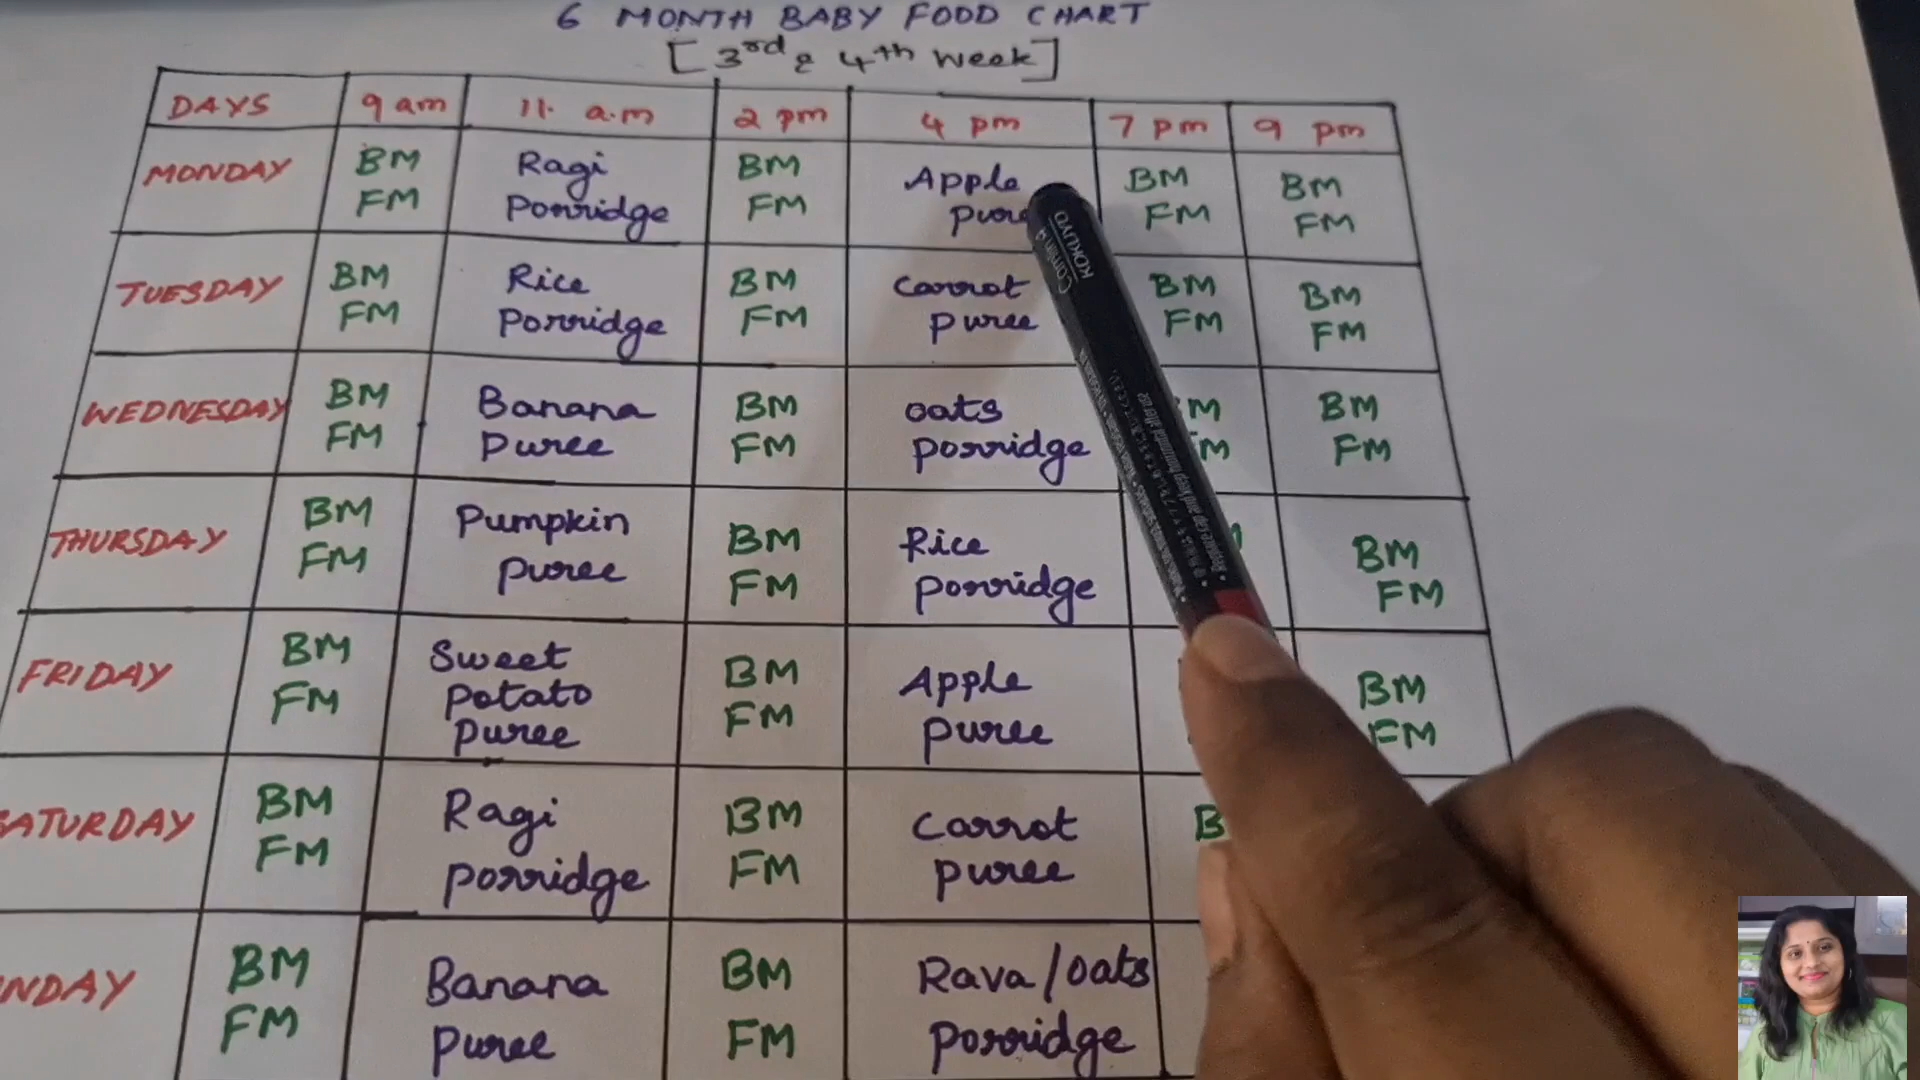 6 MONTH BABY FOOD CHART
[3rd & 4th week]
DAYS 9 am 11. a.m 2 pm 4 pm 7 pm 9 pm
MONDAY BM Ragi BM Apple BM BM
FM Porridge FM FM FM
TUESDAY BM Rice BM Carrot BM BM
FM Porridge FM puree FM FM
WEDNESDAY BM Banana BM oats BM
FM Puree FM porridge FM
THURSDAY BM Pumpkin BM Rice BM
FM puree FM porridge FM
FRIDAY BM Sweet BM Apple BM
FM potato FM puree FM
puree
SATURDAY BM Ragi BM Carrot
FM porridge FM puree
BM Banana BM Rava/oats
FM puree FM porridge
Camlin
KOKUYO